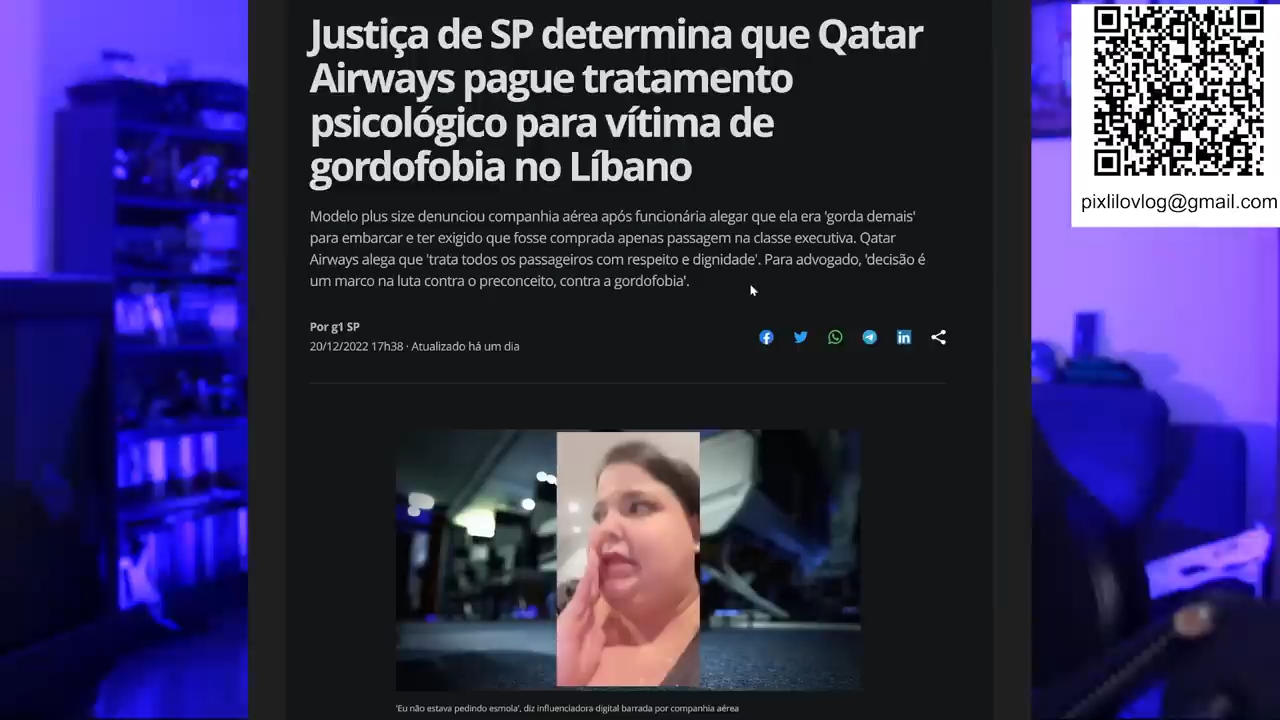 Justiça de SP determina que Qatar
Airways pague tratamento
psicológico para vítima de
gordofobia no Líbano
Modelo plus size denunciou companhia aérea após funcionária alegar que ela era 'gorda demais'
para embarcar e ter exigido que fosse comprada apenas passagem na classe executiva. Qatar
Airways alega que 'trata todos os passageiros com respeito e dignidade'. Para advogado, 'decisão é
um marco na luta contra o preconceito, contra a gordofobia'.
Por g1 SP
20/12/2022 17h38 · Atualizado há um dia
'Eu não estava pedindo esmola', diz influenciadora digital barrada por companhia aérea
pixlilovlog@gmail.com